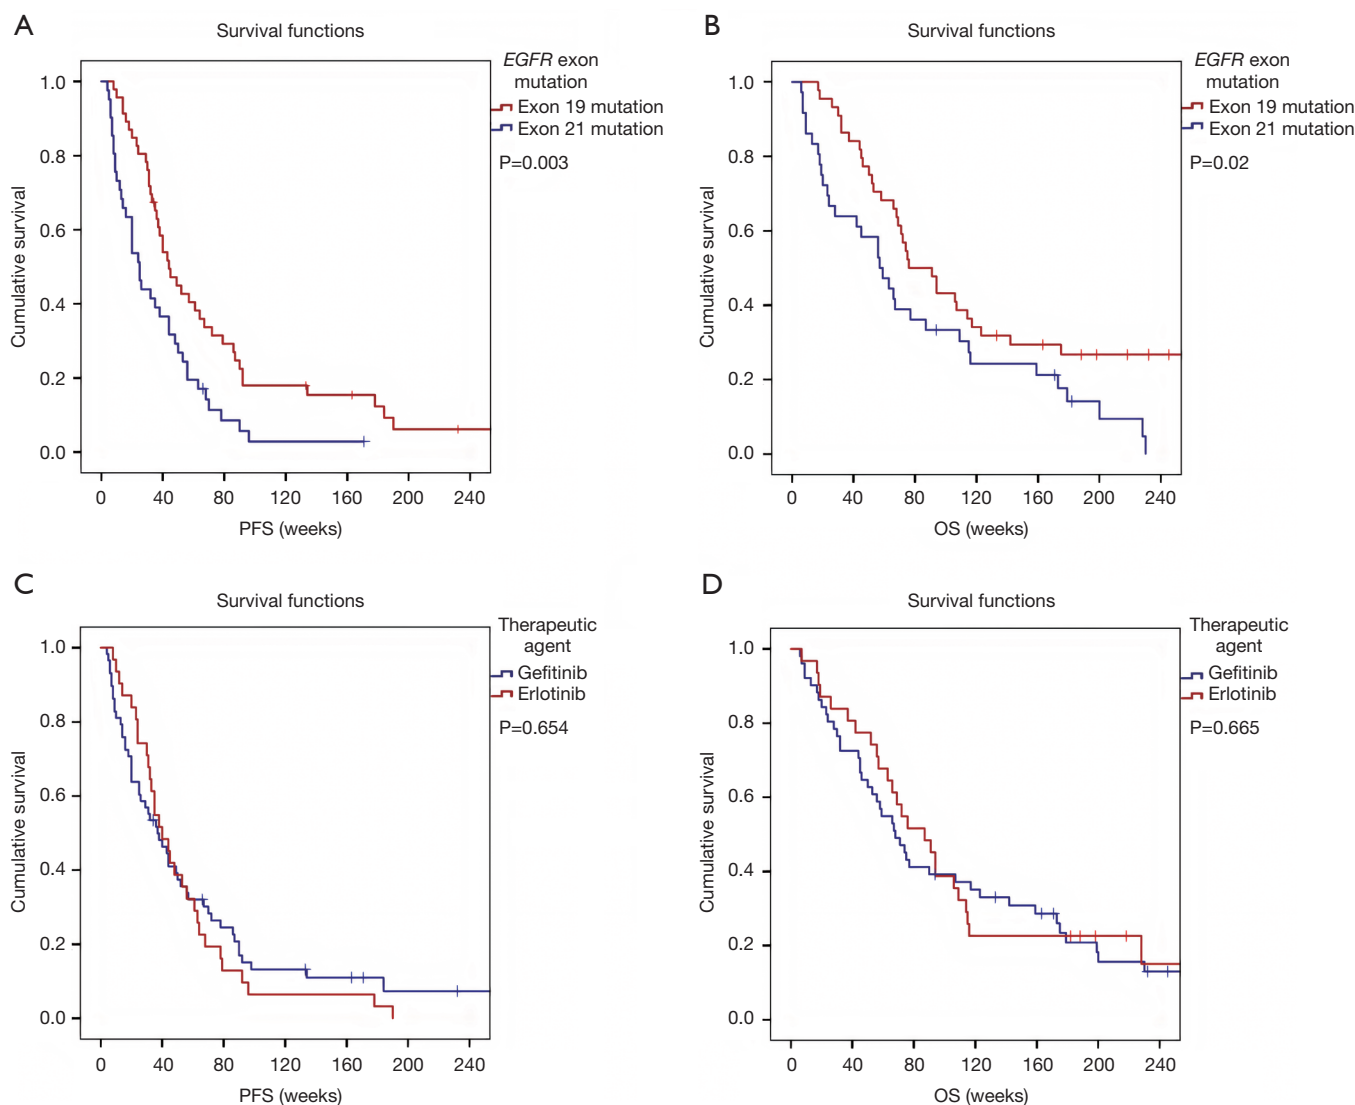 A
Survival functions
EGFR exon
mutation
Exon 19 mutation
Exon 21 mutation
P=0.003
1.0
0.8
0.6
0.4
0.2
0.0
Cumulative survival
0 40 80 120 160 200 240
PFS (weeks)
B
Survival functions
EGFR exon
mutation
Exon 19 mutation
Exon 21 mutation
P=0.02
1.0
0.8
0.6
0.4
0.2
0.0
Cumulative survival
0 40 80 120 160 200 240
OS (weeks)
C
Survival functions
Therapeutic
agent
Gefitinib
Erlotinib
P=0.654
1.0
0.8
0.6
0.4
0.2
0.0
Cumulative survival
0 40 80 120 160 200 240
PFS (weeks)
D
Survival functions
Therapeutic
agent
Gefitinib
Erlotinib
P=0.665
1.0
0.8
0.6
0.4
0.2
0.0
Cumulative survival
0 40 80 120 160 200 240
OS (weeks)